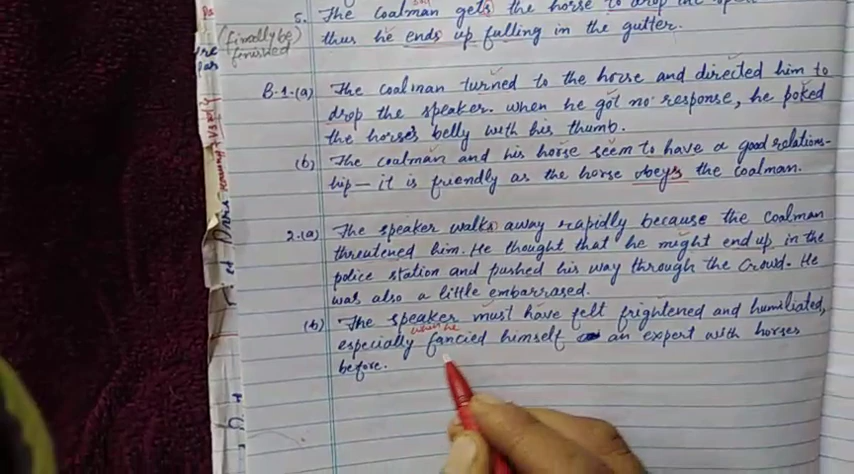 5. The coalman gets the horse to drop the
(finally be finished) thus he ends up fulling in the gutter.
B.1.(a) The coalman turned to the horse and directed him to
drop the speaker. when he got no response, he poked
the horse's belly with his thumb.
(b) The coalman and his horse seem to have a good relations-
hip— it is friendly as the horse obeys the coalman.
2.(a) The speaker walks away rapidly because the coalman
threatened him. He thought that he might end up in the
police station and pushed his way through the crowd. He
was also a little embarrased.
(b) The speaker must have felt frightened and humiliated,
when he
especially fancied himself an expert with horses
before.